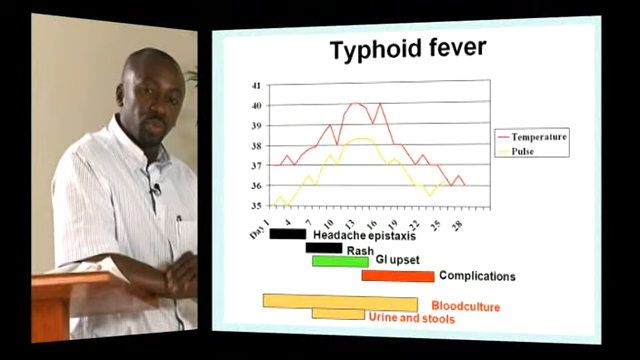 Typhoid fever
41
40
39
38
37
36
35
Day 1
4
7
10
13
16
19
22
25
28
Temperature
Pulse
Headache epistaxis
Rash
GI upset
Complications
Bloodculture
Urine and stools